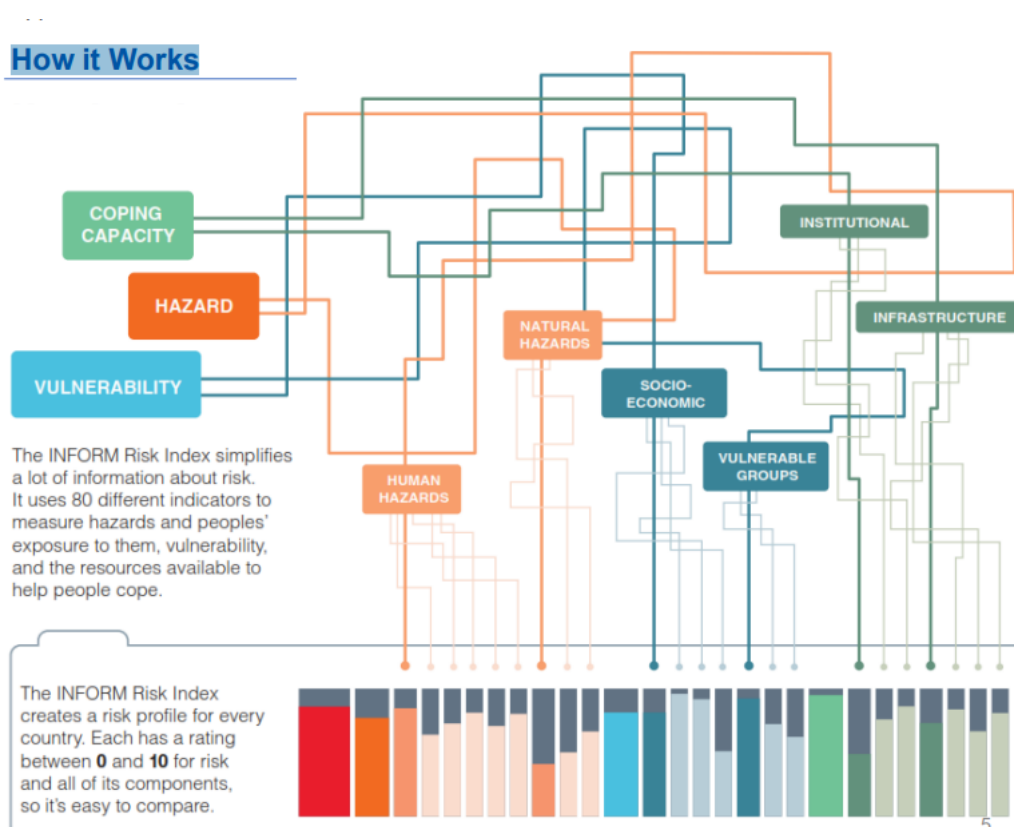 How it Works
COPING
CAPACITY
HAZARD
VULNERABILITY
INSTITUTIONAL
INFRASTRUCTURE
NATURAL
HAZARDS
SOCIO-
ECONOMIC
VULNERABLE
GROUPS
HUMAN
HAZARDS
The INFORM Risk Index simplifies
a lot of information about risk.
It uses 80 different indicators to
measure hazards and peoples'
exposure to them, vulnerability,
and the resources available to
help people cope.
The INFORM Risk Index
creates a risk profile for every
country. Each has a rating
between 0 and 10 for risk
and all of its components,
so it's easy to compare.
5